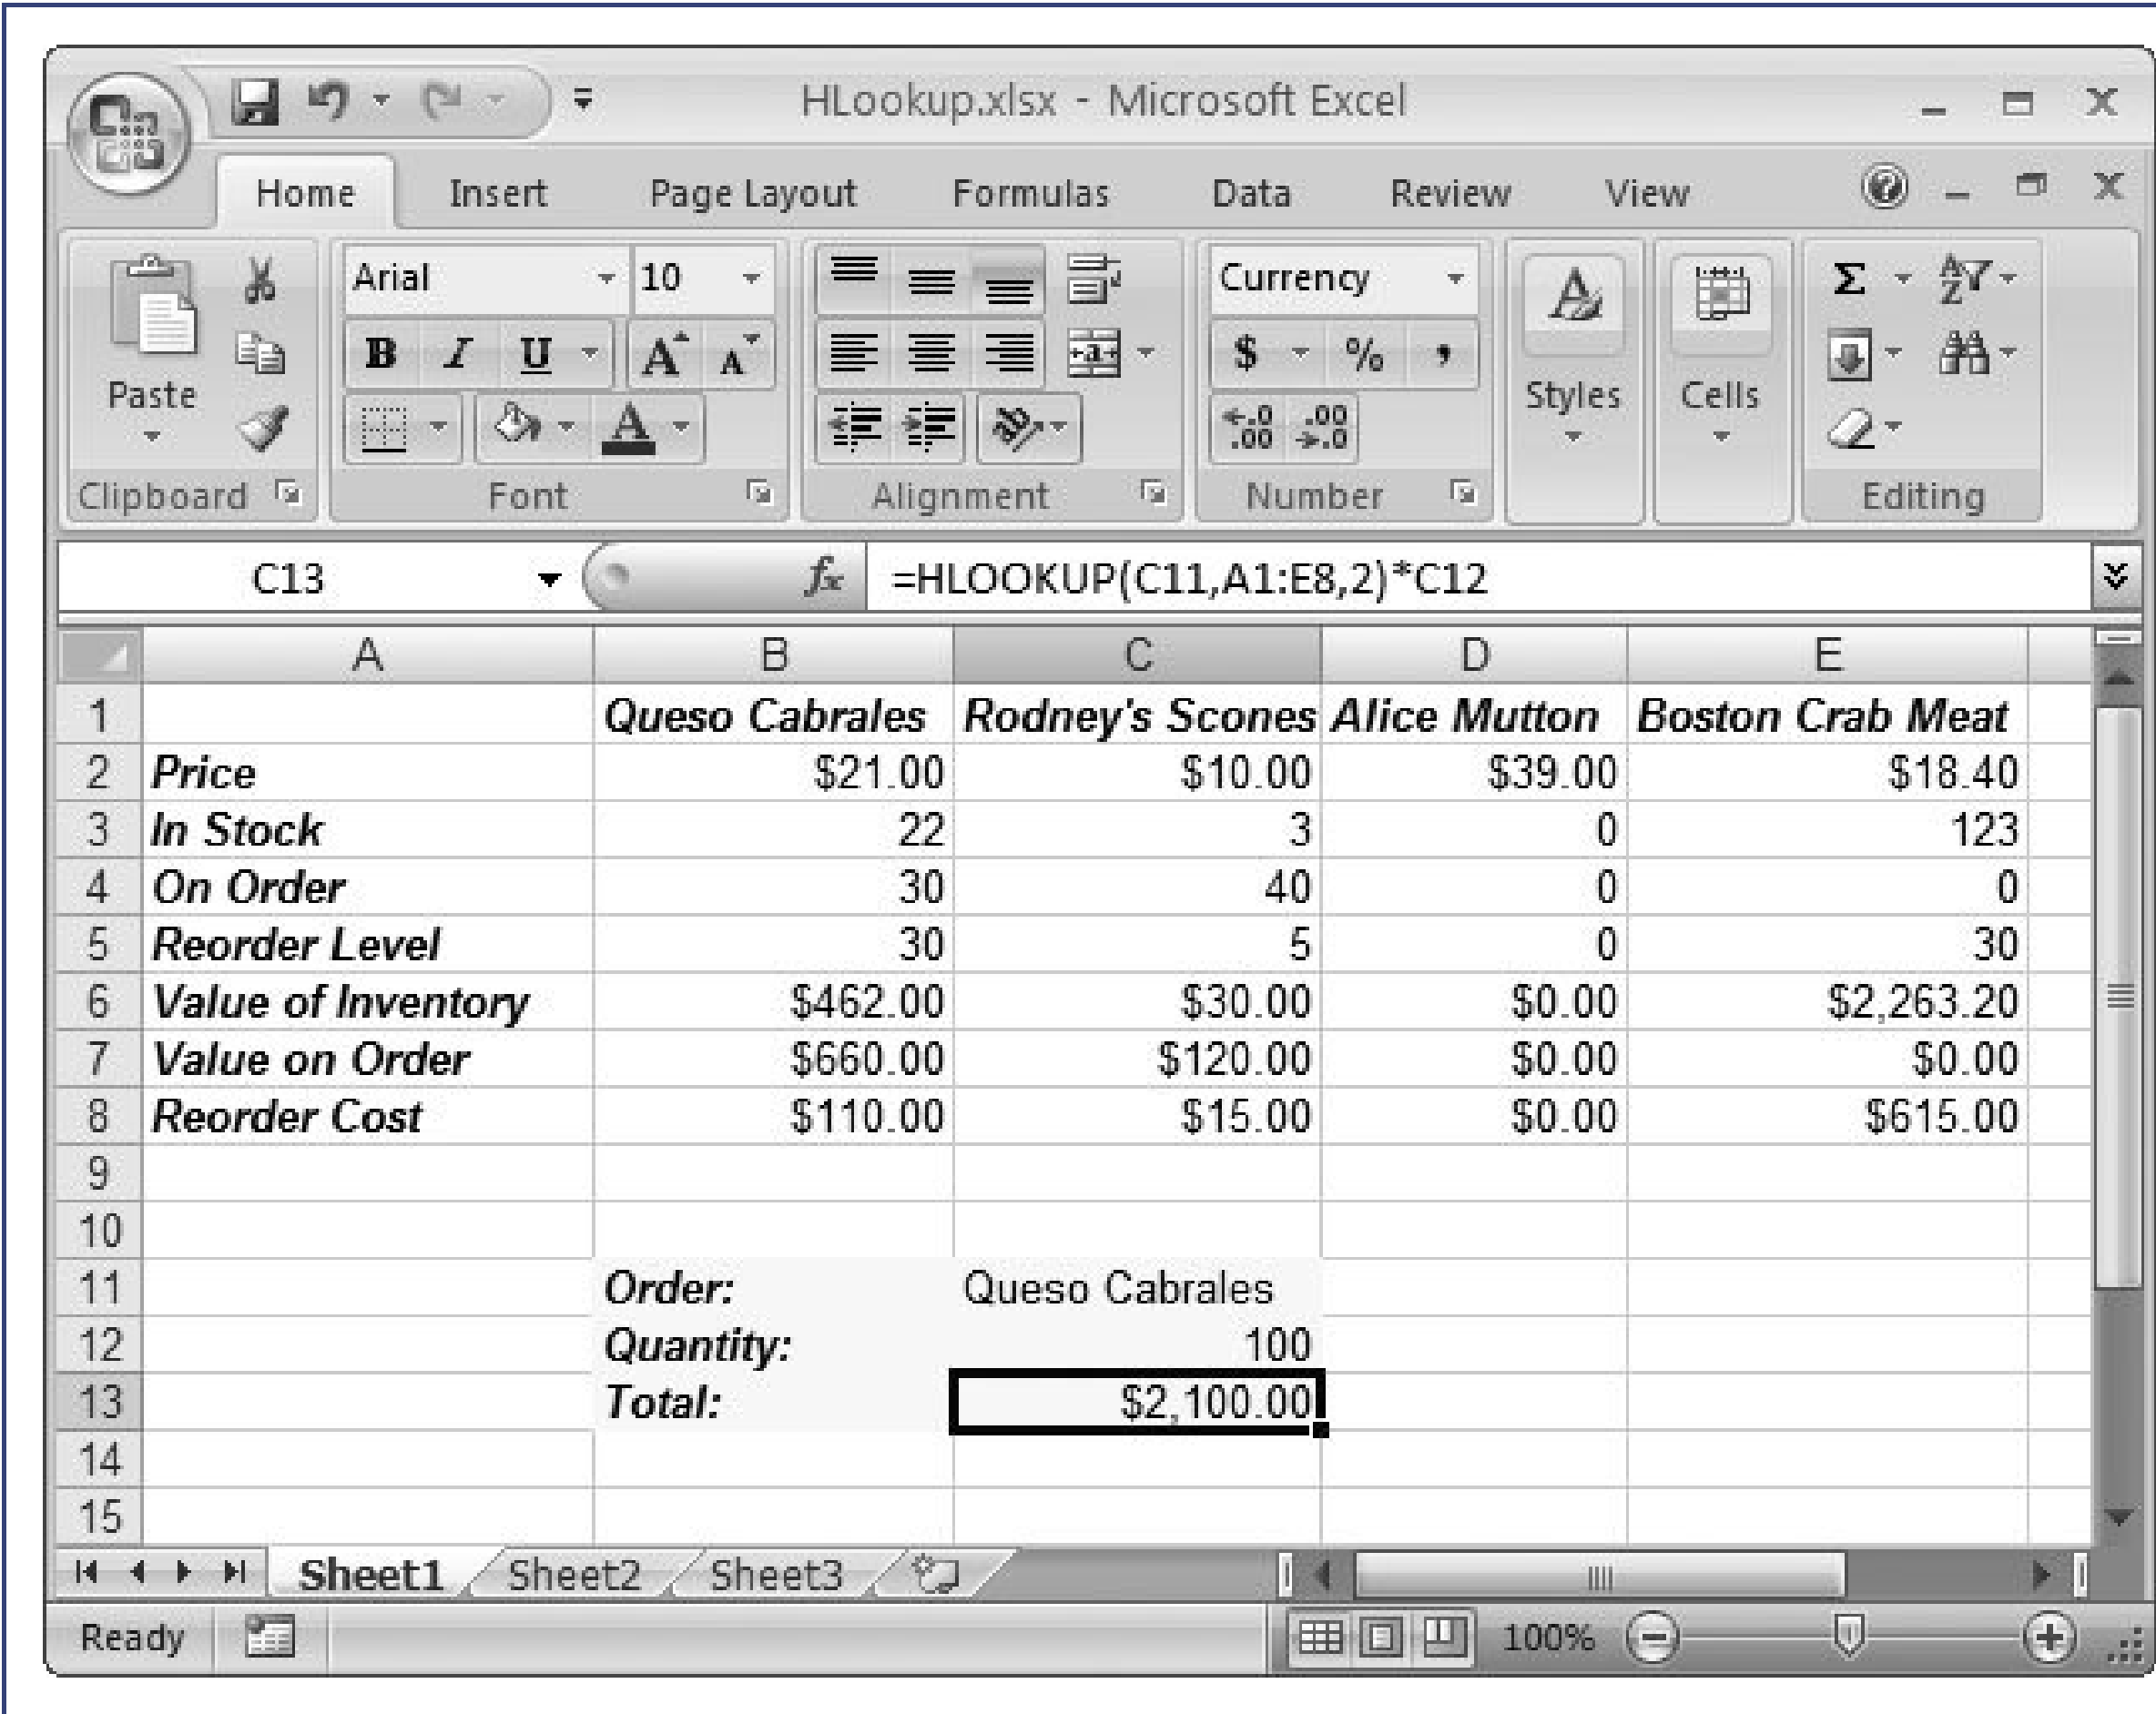 HLookup.xlsx - Microsoft Excel
Home Insert Page Layout Formulas Data Review View
Paste
Clipboard
Arial 10
B I U A A
A
Font
Alignment
Currency
$ % ,
.0 .00
.00 .0
Number
Styles
Cells
Σ A Z
Editing
C13 fx =HLOOKUP(C11,A1:E8,2)*C12
A B C D E
1 Queso Cabrales Rodney's Scones Alice Mutton Boston Crab Meat
2 Price $21.00 $10.00 $39.00 $18.40
3 In Stock 22 3 0 123
4 On Order 30 40 0 0
5 Reorder Level 30 5 0 30
6 Value of Inventory $462.00 $30.00 $0.00 $2,263.20
7 Value on Order $660.00 $120.00 $0.00 $0.00
8 Reorder Cost $110.00 $15.00 $0.00 $615.00
9
10
11 Order: Queso Cabrales
12 Quantity: 100
13 Total: $2,100.00
14
15
Sheet1 Sheet2 Sheet3
Ready 100%